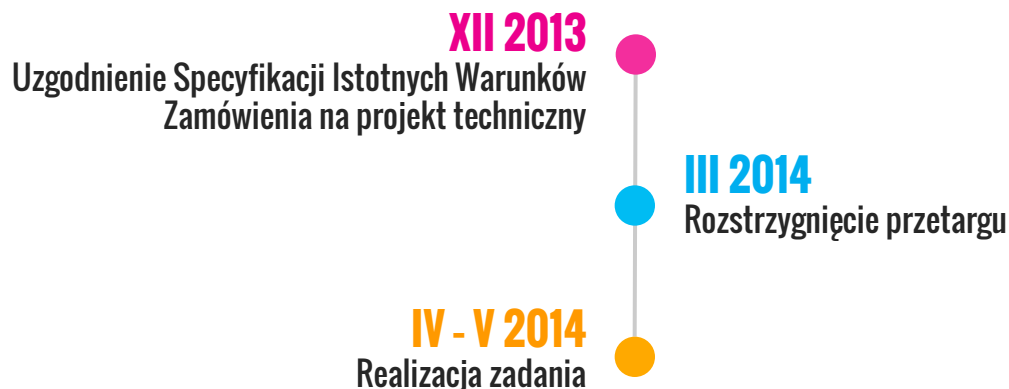 XII 2013
Uzgodnienie Specyfikacji Istotnych Warunków
Zamówienia na projekt techniczny
III 2014
Rozstrzygnięcie przetargu
IV - V 2014
Realizacja zadania